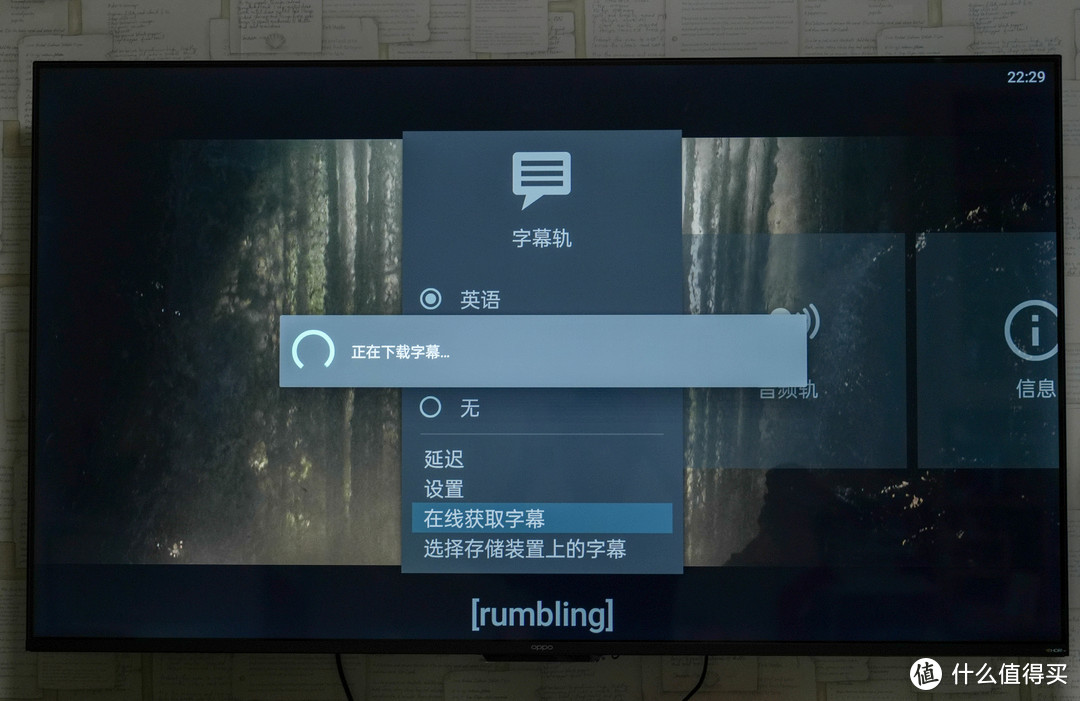 22:29
字幕轨
英语
正在下载字幕...
音频轨
信息
无
延迟
设置
在线获取字幕
选择存储装置上的字幕
[rumbling]
oppo
值 什么值得买